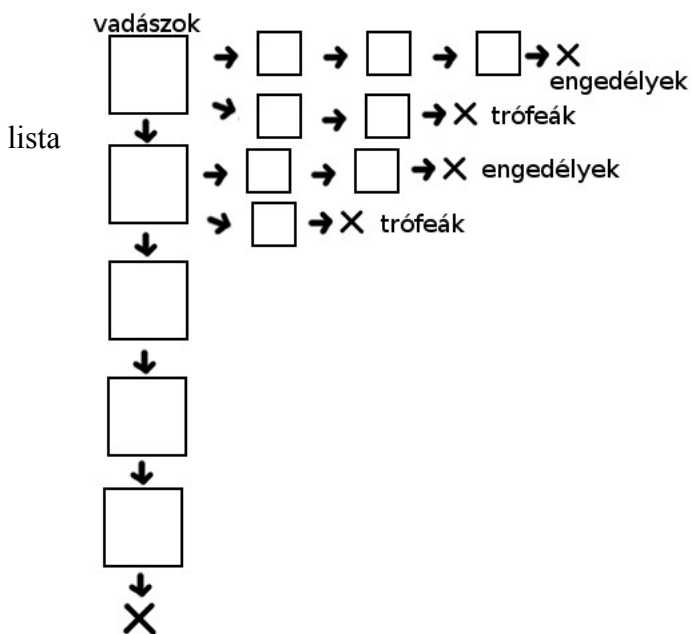 vadászok
engedélyek
lista
trófeák
engedélyek
trófeák